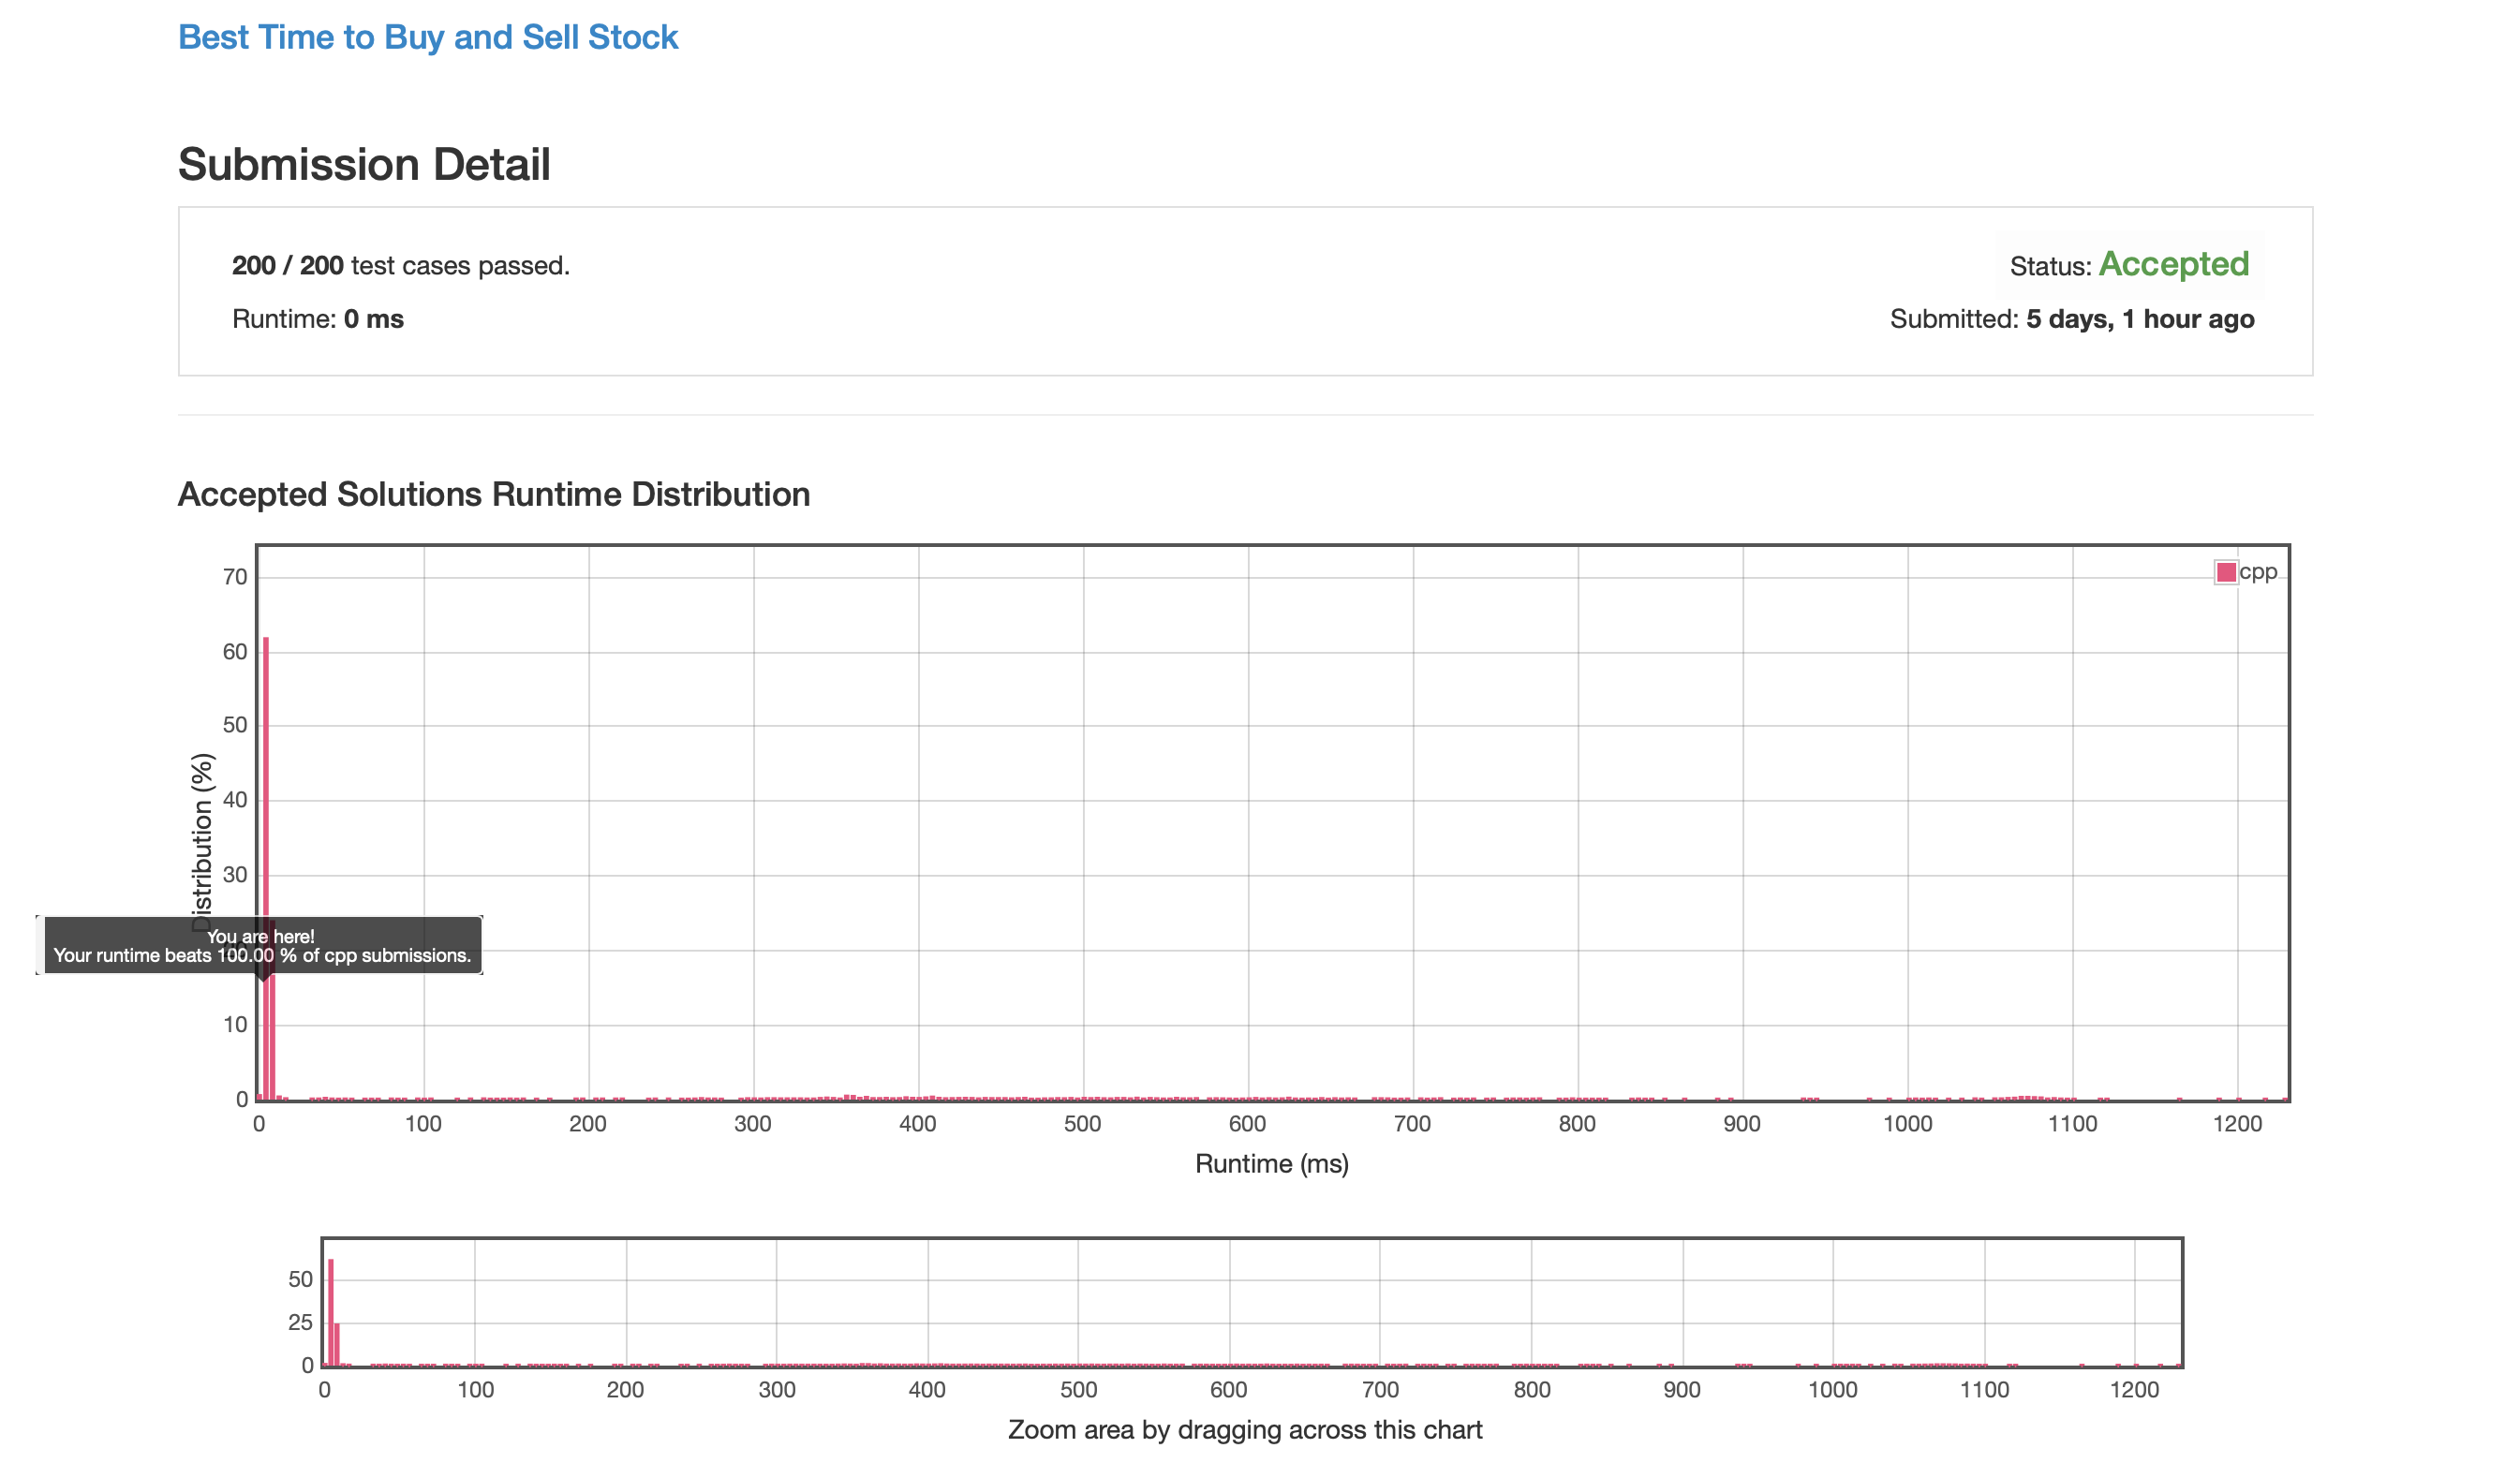 Best Time to Buy and Sell Stock
Submission Detail
200 / 200 test cases passed.
Status: Accepted
Runtime: 0 ms
Submitted: 5 days, 1 hour ago
Accepted Solutions Runtime Distribution
cpp
Distribution (%)
70
60
50
40
30
20
10
0
You are here!
Your runtime beats 100.00 % of cpp submissions.
0 100 200 300 400 500 600 700 800 900 1000 1100 1200
Runtime (ms)
50
25
0
0 100 200 300 400 500 600 700 800 900 1000 1100 1200
Zoom area by dragging across this chart